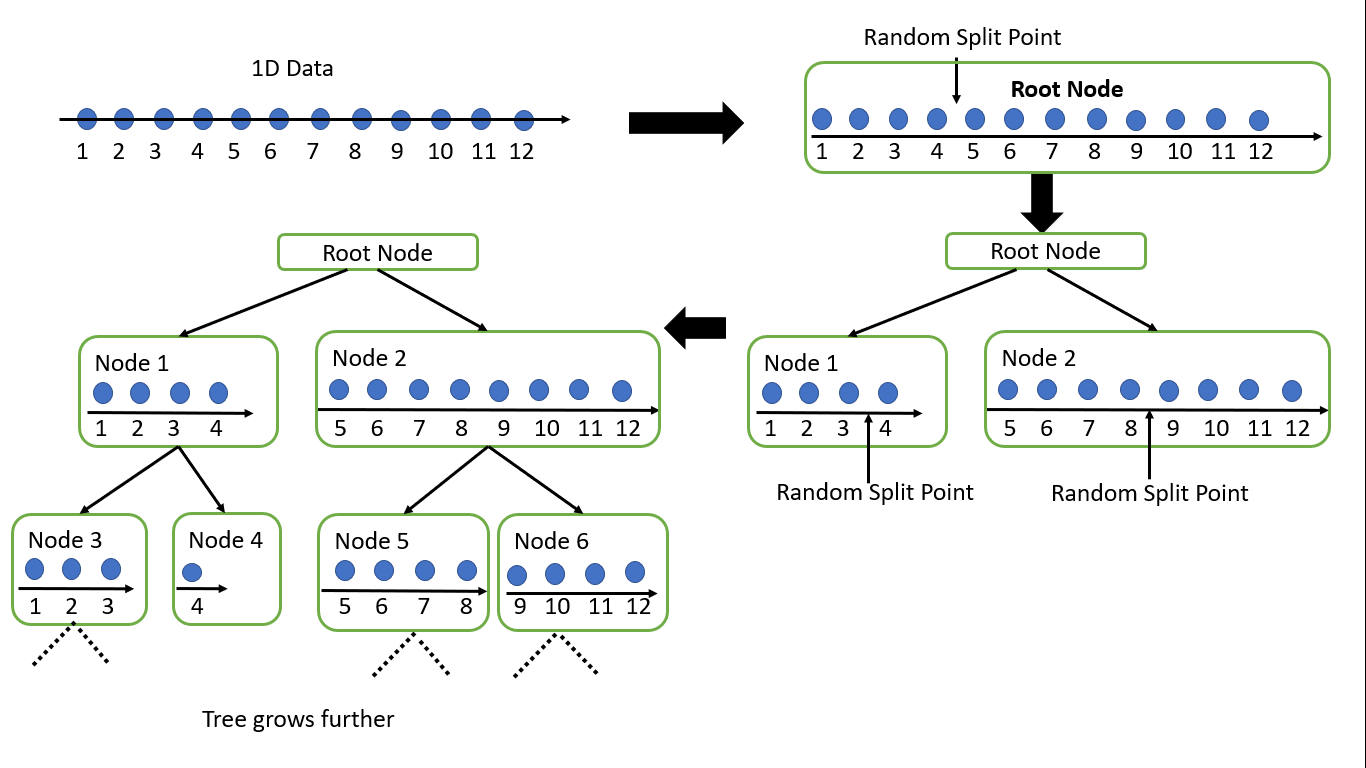 1D Data
1 2 3 4 5 6 7 8 9 10 11 12
Random Split Point
Root Node
1 2 3 4 5 6 7 8 9 10 11 12
Root Node
Node 1
1 2 3 4
Node 2
5 6 7 8 9 10 11 12
Random Split Point
Random Split Point
Root Node
Node 1
1 2 3 4
Node 2
5 6 7 8 9 10 11 12
Node 3
1 2 3
Node 4
4
Node 5
5 6 7 8
Node 6
9 10 11 12
Tree grows further